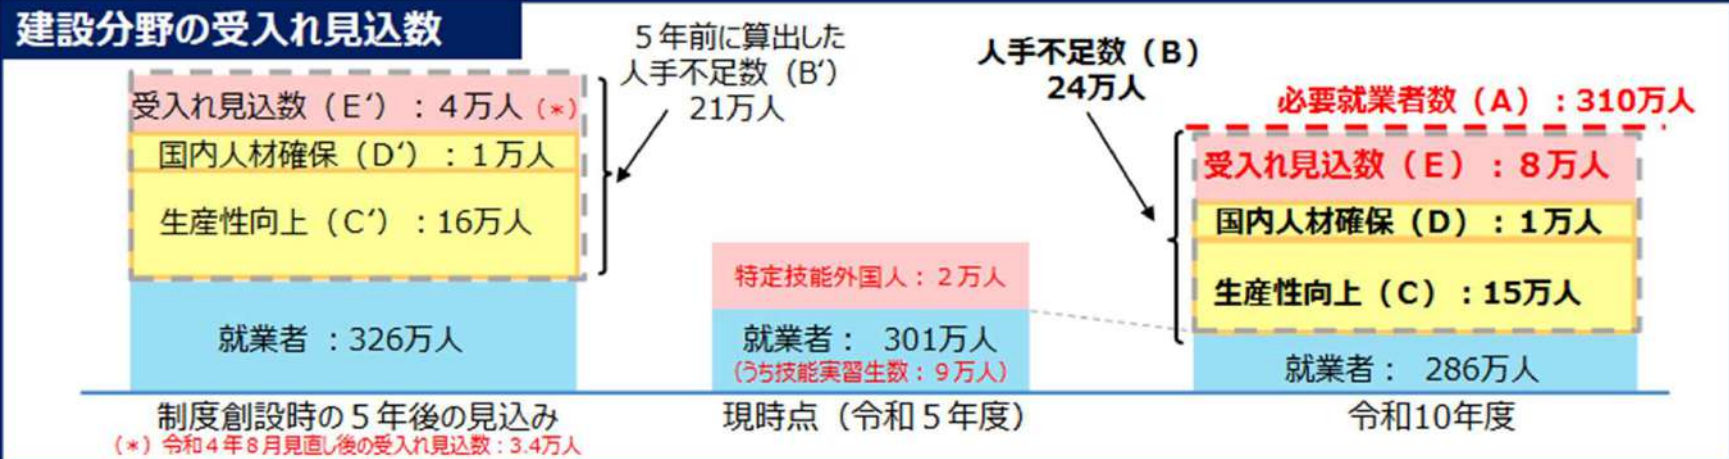 建設分野の受入れ見込数
5年前に算出した
人手不足数（B‘）
21万人
受入れ見込数（E‘）：4万人（*）
国内人材確保（D‘）：1万人
生産性向上（C‘）：16万人
就業者：326万人
制度創設時の5年後の見込み
（*）令和4年8月見直し後の受入れ見込数：3.4万人
特定技能外国人：2万人
就業者： 301万人
（うち技能実習生数：9万人）
現時点（令和5年度）
人手不足数（B）
24万人
必要就業者数（A）：310万人
受入れ見込数（E）：8万人
国内人材確保（D）：1万人
生産性向上（C）：15万人
就業者： 286万人
令和10年度